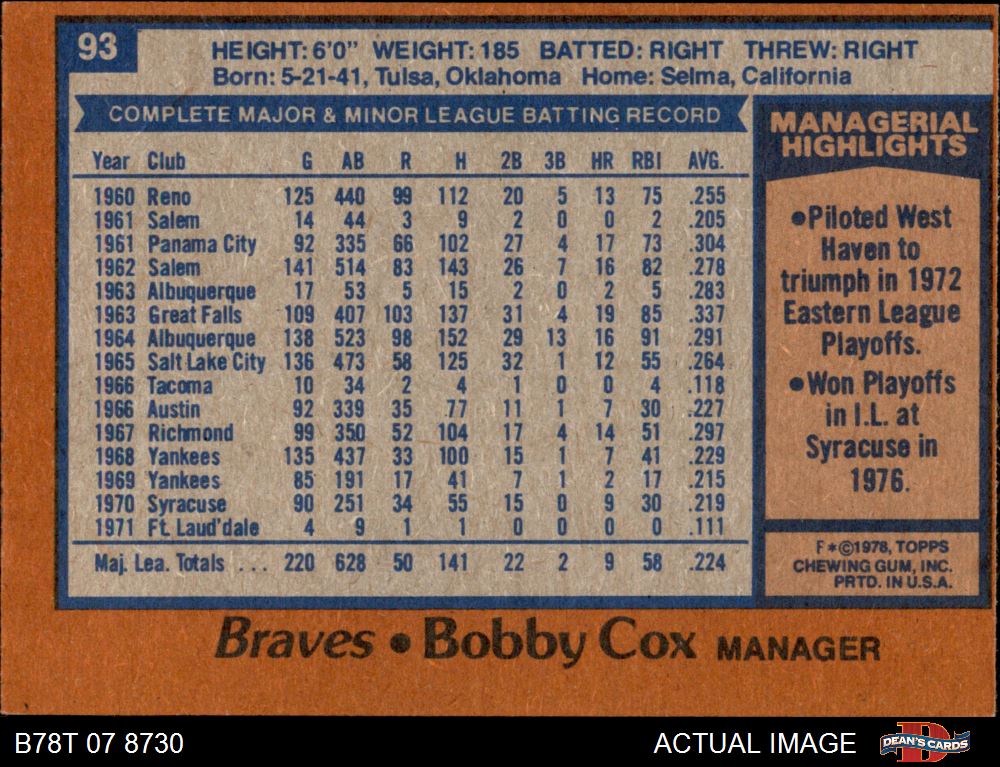 93
HEIGHT: 6'0" WEIGHT: 185 BATTED: RIGHT THREW: RIGHT
Born: 5-21-41, Tulsa, Oklahoma Home: Selma, California
COMPLETE MAJOR & MINOR LEAGUE BATTING RECORD
Year Club G AB R H 2B 3B HR RBI AVG.
1960 Reno 125 440 99 112 20 5 13 75 .255
1961 Salem 14 44 3 9 2 0 0 2 .205
1961 Panama City 92 335 66 102 27 4 17 73 .304
1962 Salem 141 514 83 143 26 7 16 82 .278
1963 Albuquerque 17 53 5 15 2 0 2 5 .283
1963 Great Falls 109 407 103 137 31 4 19 85 .337
1964 Albuquerque 138 523 98 152 29 13 16 91 .291
1965 Salt Lake City 136 473 58 125 32 1 12 55 .264
1966 Tacoma 10 34 2 4 1 0 0 4 .118
1966 Austin 92 339 35 77 11 1 7 30 .227
1967 Richmond 99 350 52 104 17 4 14 51 .297
1968 Yankees 135 437 33 100 15 1 7 41 .229
1969 Yankees 85 191 17 41 7 1 2 17 .215
1970 Syracuse 90 251 34 55 15 0 9 30 .219
1971 Ft. Laud'dale 4 9 1 1 0 0 0 0 .111
Maj. Lea. Totals ... 220 628 50 141 22 2 9 58 .224
MANAGERIAL
HIGHLIGHTS
●Piloted West
Haven to
triumph in 1972
Eastern League
Playoffs.
●Won Playoffs
in I.L. at
Syracuse in
1976.
F*©1978, TOPPS
CHEWING GUM, INC.
PRTD. IN U.S.A.
Braves ● Bobby Cox MANAGER
B78T 07 8730
ACTUAL IMAGE
D
DEAN'S CARDS